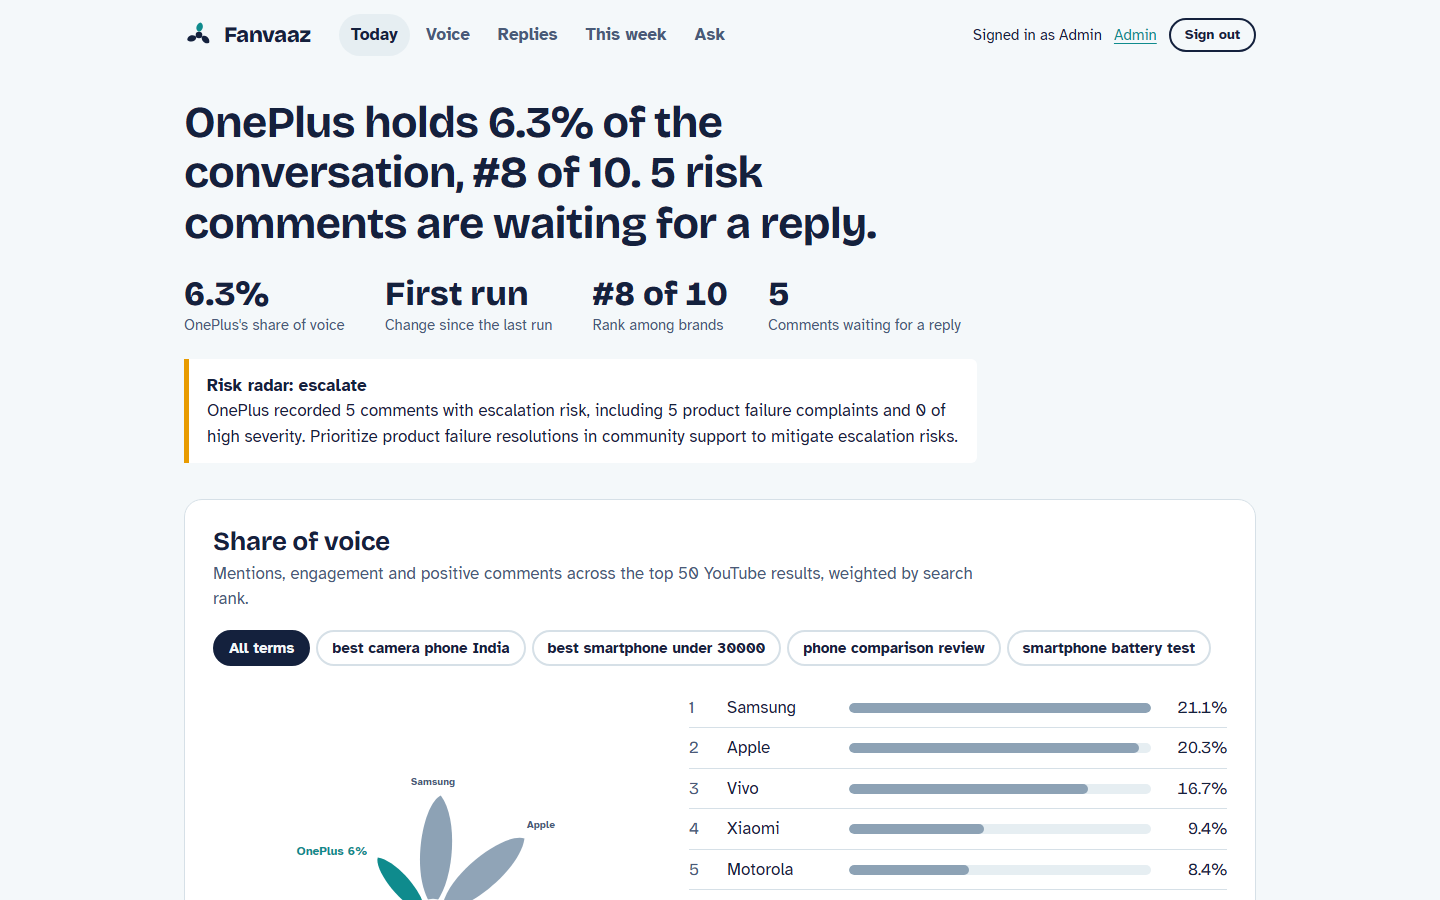 Fanvaaz
Today
Voice
Replies
This week
Ask
Signed in as Admin
Admin
Sign out
OnePlus holds 6.3% of the
conversation, #8 of 10. 5 risk
comments are waiting for a reply.
6.3%
OnePlus's share of voice
First run
Change since the last run
#8 of 10
Rank among brands
5
Comments waiting for a reply
Risk radar: escalate
OnePlus recorded 5 comments with escalation risk, including 5 product failure complaints and 0 of
high severity. Prioritize product failure resolutions in community support to mitigate escalation risks.
Share of voice
Mentions, engagement and positive comments across the top 50 YouTube results, weighted by search
rank.
All terms
best camera phone India
best smartphone under 30000
phone comparison review
smartphone battery test
Samsung
Apple
OnePlus 6%
1 Samsung 21.1%
2 Apple 20.3%
3 Vivo 16.7%
4 Xiaomi 9.4%
5 Motorola 8.4%